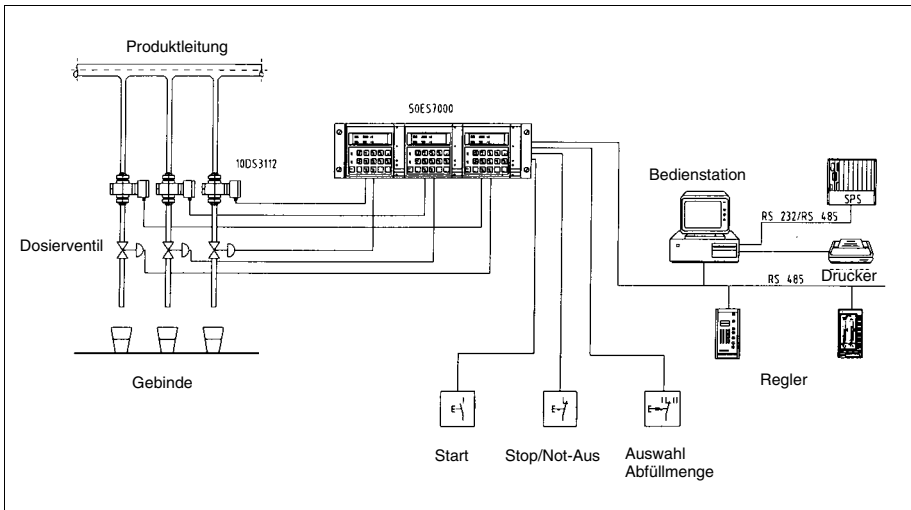 Produktleitung
50ES7000
10DS3112
Bedienstation
SPS
RS 232/RS 485
Dosierventil
Drucker
RS 485
Gebinde
Regler
E
I
E
E
I
II
Start
Stop/Not-Aus
Auswahl
Abfüllmenge